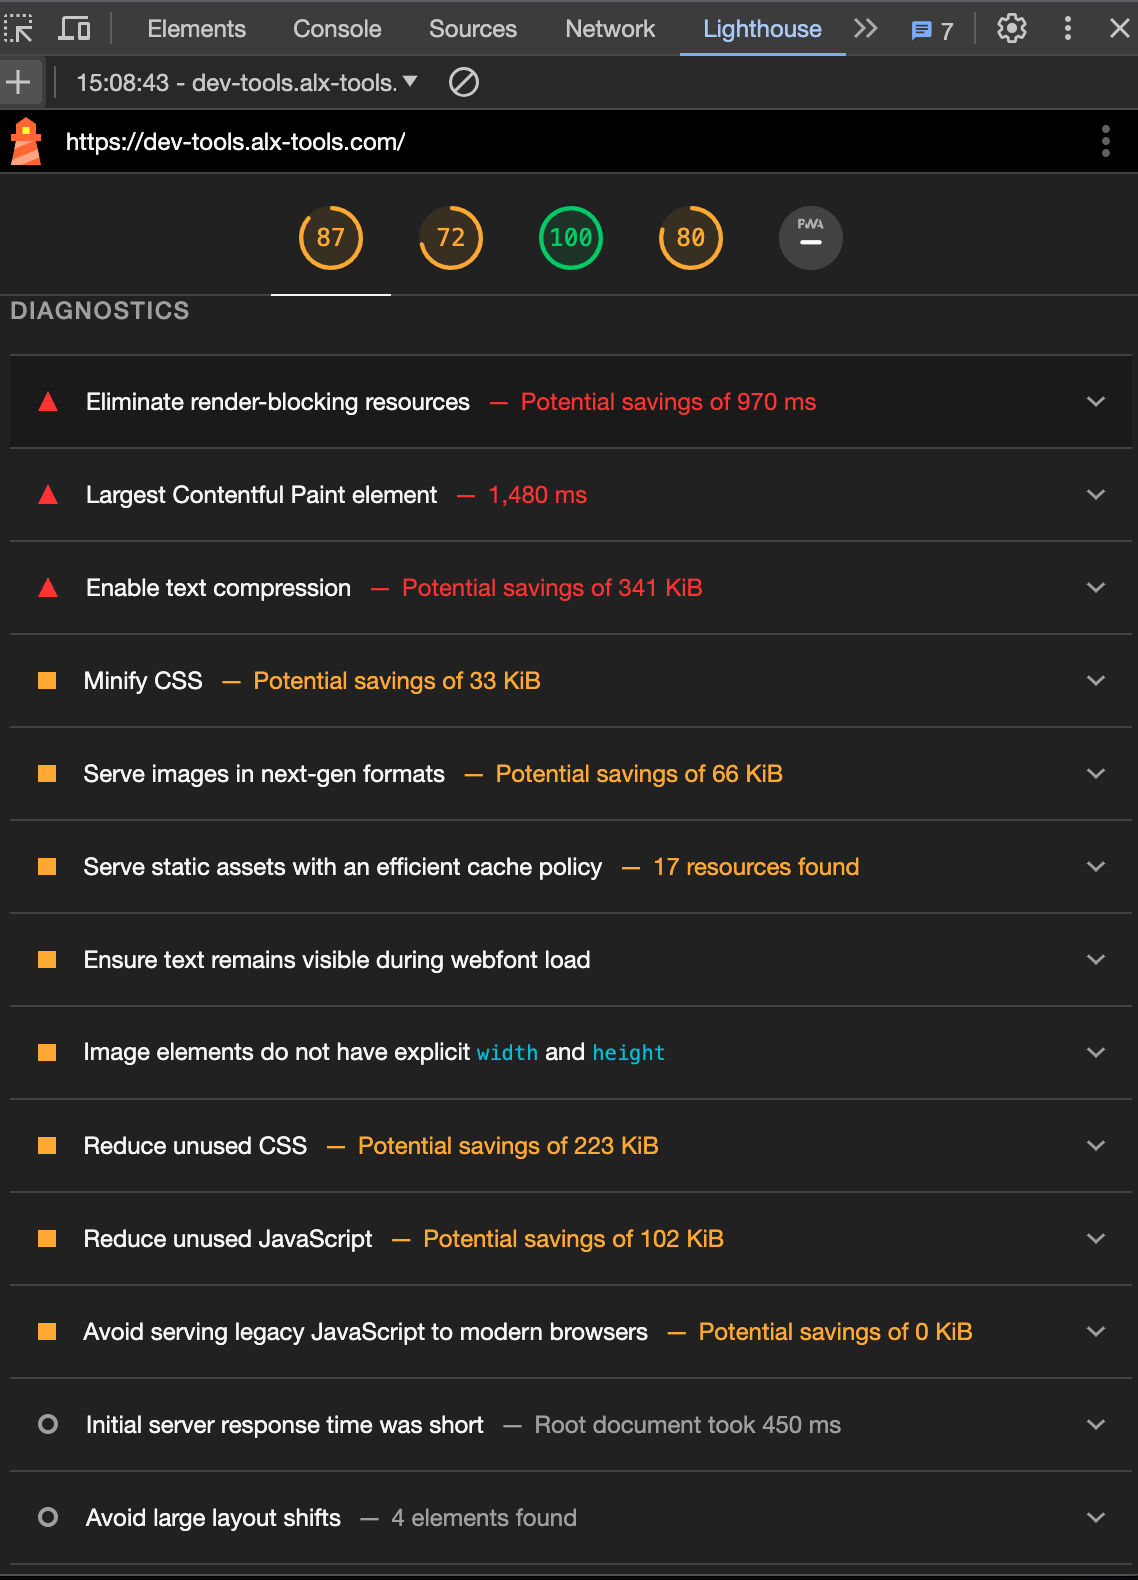 Elements Console Sources Network Lighthouse 7
15:08:43 - dev-tools.alx-tools.
https://dev-tools.alx-tools.com/
87 72 100 80 PWA
DIAGNOSTICS
Eliminate render-blocking resources — Potential savings of 970 ms
Largest Contentful Paint element — 1,480 ms
Enable text compression — Potential savings of 341 KiB
Minify CSS — Potential savings of 33 KiB
Serve images in next-gen formats — Potential savings of 66 KiB
Serve static assets with an efficient cache policy — 17 resources found
Ensure text remains visible during webfont load
Image elements do not have explicit width and height
Reduce unused CSS — Potential savings of 223 KiB
Reduce unused JavaScript — Potential savings of 102 KiB
Avoid serving legacy JavaScript to modern browsers — Potential savings of 0 KiB
Initial server response time was short — Root document took 450 ms
Avoid large layout shifts — 4 elements found